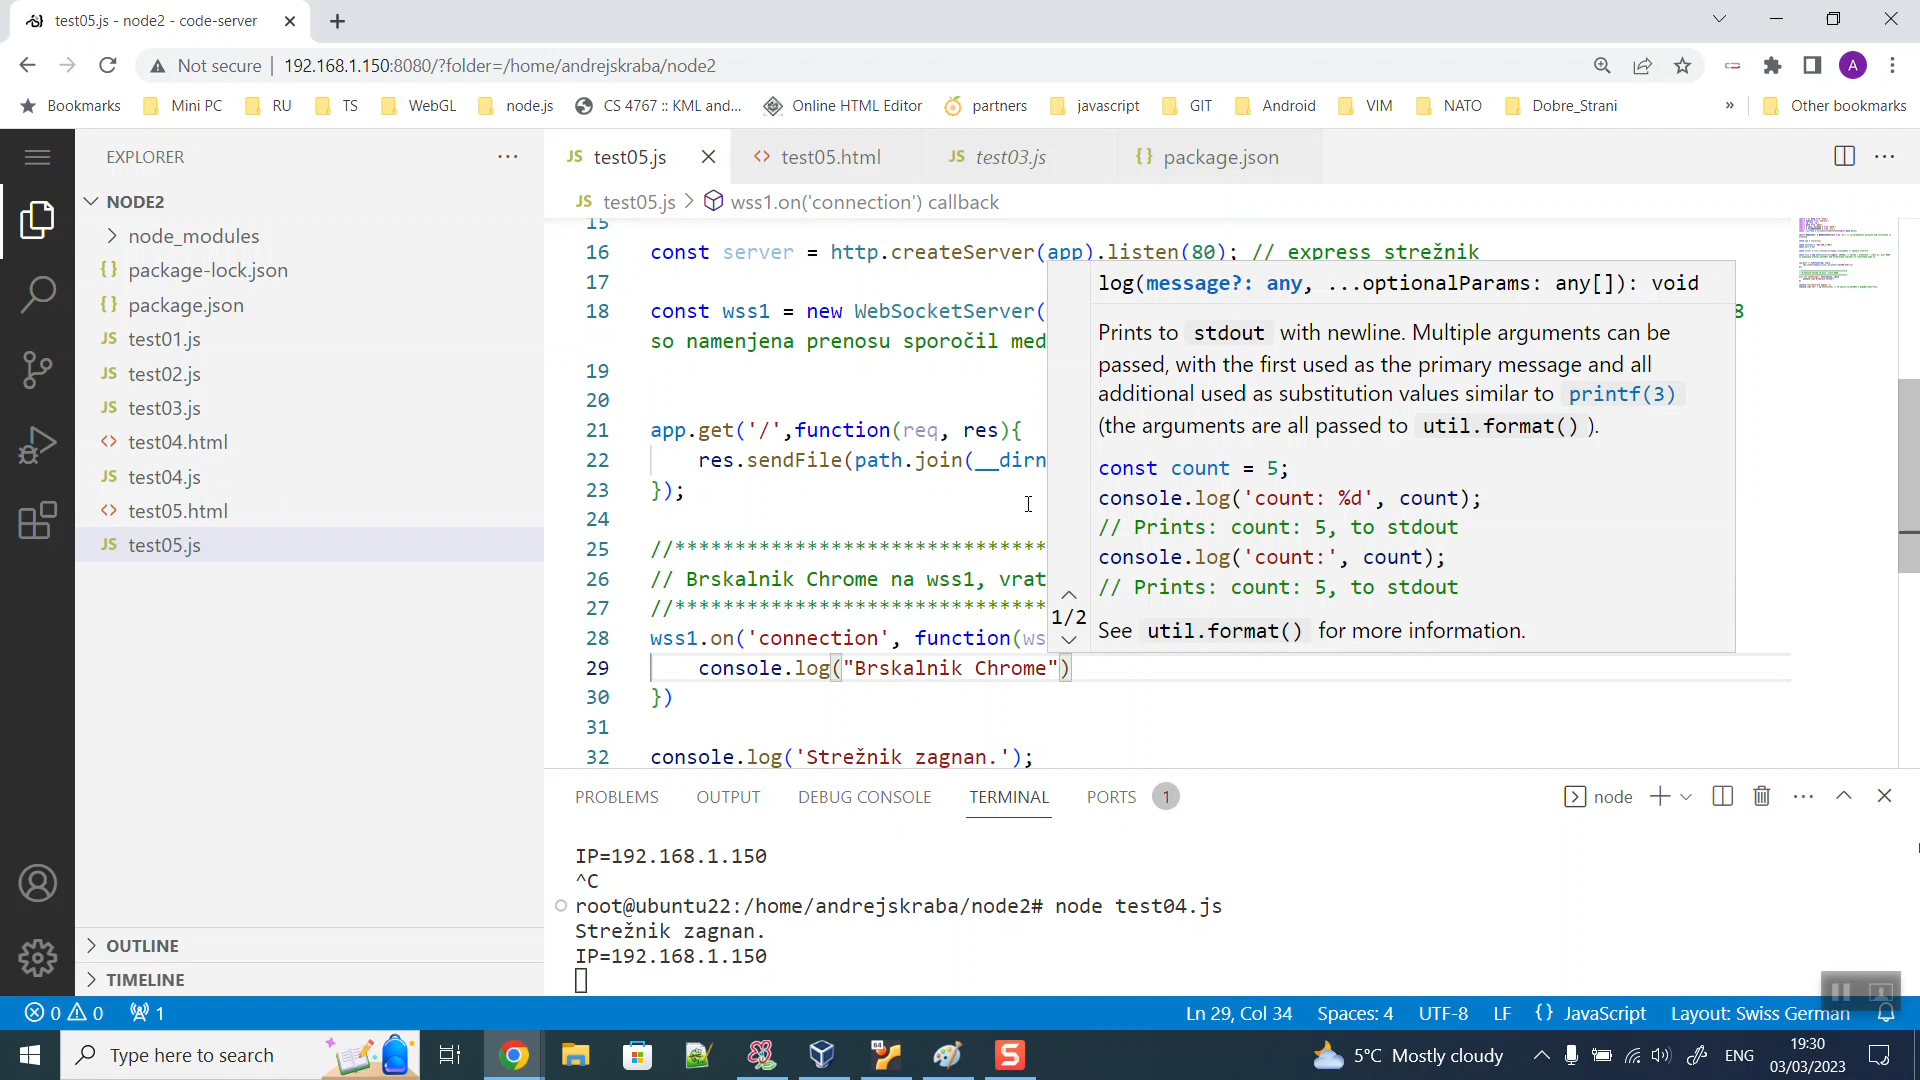 test05.js - node2 - code-server
Not secure
192.168.1.150:8080/?folder=/home/andrejskraba/node2
A
Bookmarks
Mini PC
RU
TS
WebGL
node.js
CS 4767 :: KML and...
Online HTML Editor
partners
javascript
GIT
Android
VIM
NATO
Dobre_Strani
»
Other bookmarks
EXPLORER
NODE2
node_modules
{} package-lock.json
{} package.json
JS test01.js
JS test02.js
JS test03.js
<> test04.html
JS test04.js
<> test05.html
JS test05.js
OUTLINE
TIMELINE
JS test05.js
<> test05.html
JS test03.js
{} package.json
JS test05.js > wss1.on('connection') callback
15
16 const server = http.createServer(app).listen(80); // express strežnik
17
18 const wss1 = new WebSocketServer( 8
so namenjena prenosu sporočil med
19
20
21 app.get('/',function(req, res){
22 res.sendFile(path.join(__dirn
23 });
24
25 //*******************************
26 // Brskalnik Chrome na wss1, vrat
27 //*******************************
28 wss1.on('connection', function(ws
29 console.log("Brskalnik Chrome")
30 })
31
32 console.log('Strežnik zagnan.');
log(message?: any, ...optionalParams: any[]): void
Prints to stdout with newline. Multiple arguments can be
passed, with the first used as the primary message and all
additional used as substitution values similar to printf(3)
(the arguments are all passed to util.format() ).
const count = 5;
console.log('count: %d', count);
// Prints: count: 5, to stdout
console.log('count:', count);
// Prints: count: 5, to stdout
See util.format() for more information.
1/2
PROBLEMS
OUTPUT
DEBUG CONSOLE
TERMINAL
PORTS 1
node
IP=192.168.1.150
^C
root@ubuntu22:/home/andrejskraba/node2# node test04.js
Strežnik zagnan.
IP=192.168.1.150
0 0 1
Ln 29, Col 34
Spaces: 4
UTF-8
LF
{} JavaScript
Layout: Swiss German
Type here to search
64
S
5°C Mostly cloudy
ENG
19:30
03/03/2023